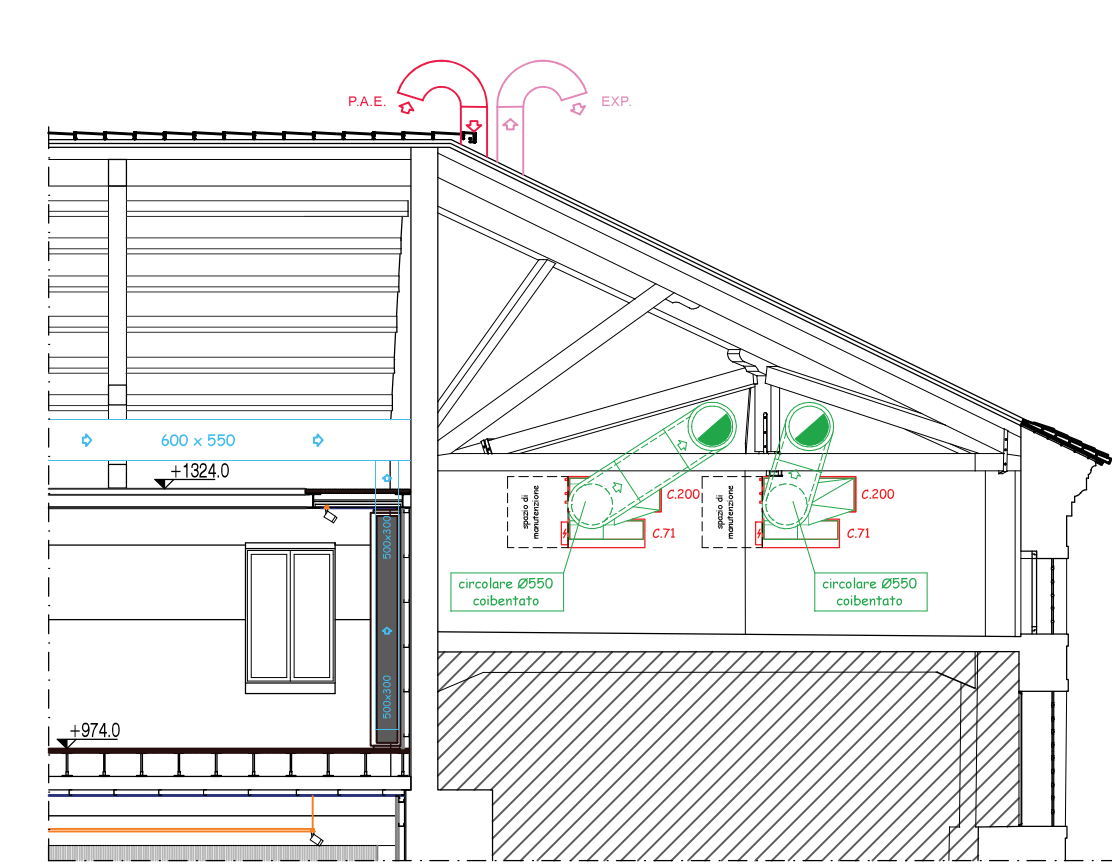 P.A.E.
EXP.
600 x 550
+1324.0
500x300
500x300
+974.0
spazio di
manutenzione
C.200
C.71
spazio di
manutenzione
C.200
C.71
circolare Ø550
coibentato
circolare Ø550
coibentato